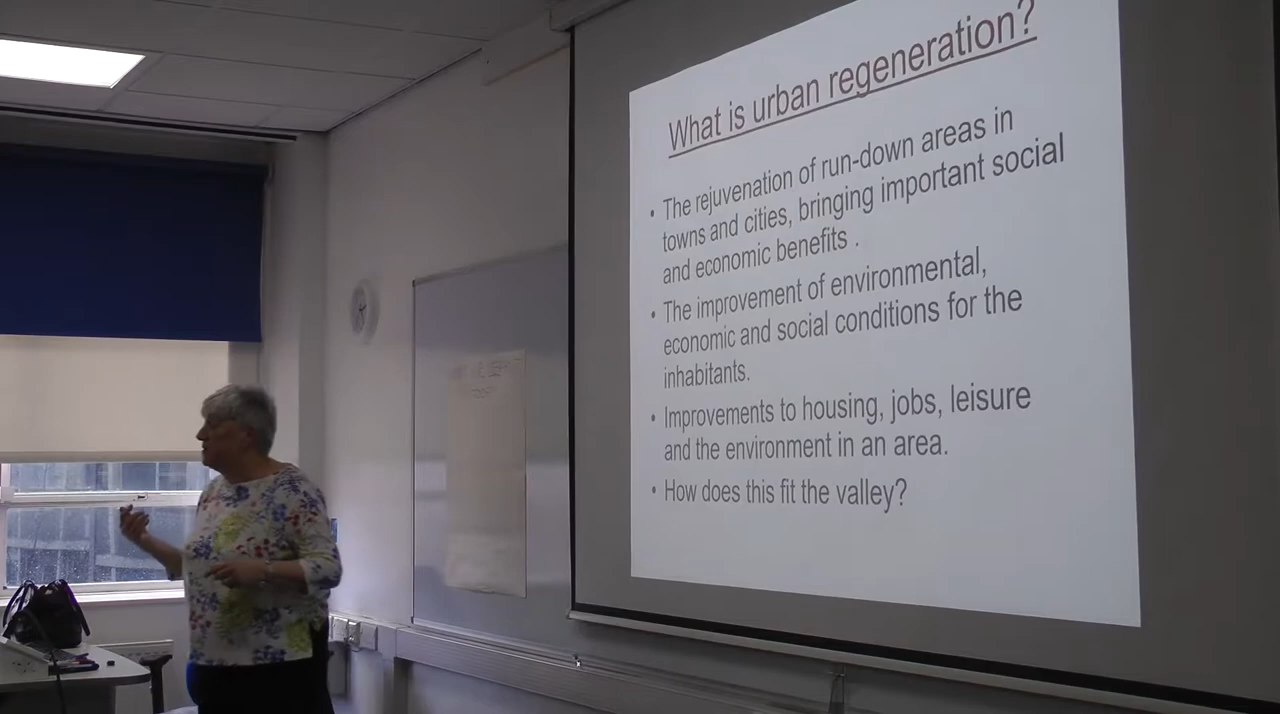 What is urban regeneration?
• The rejuvenation of run-down areas in
towns and cities, bringing important social
and economic benefits .
• The improvement of environmental,
economic and social conditions for the
inhabitants.
• Improvements to housing, jobs, leisure
and the environment in an area.
• How does this fit the valley?